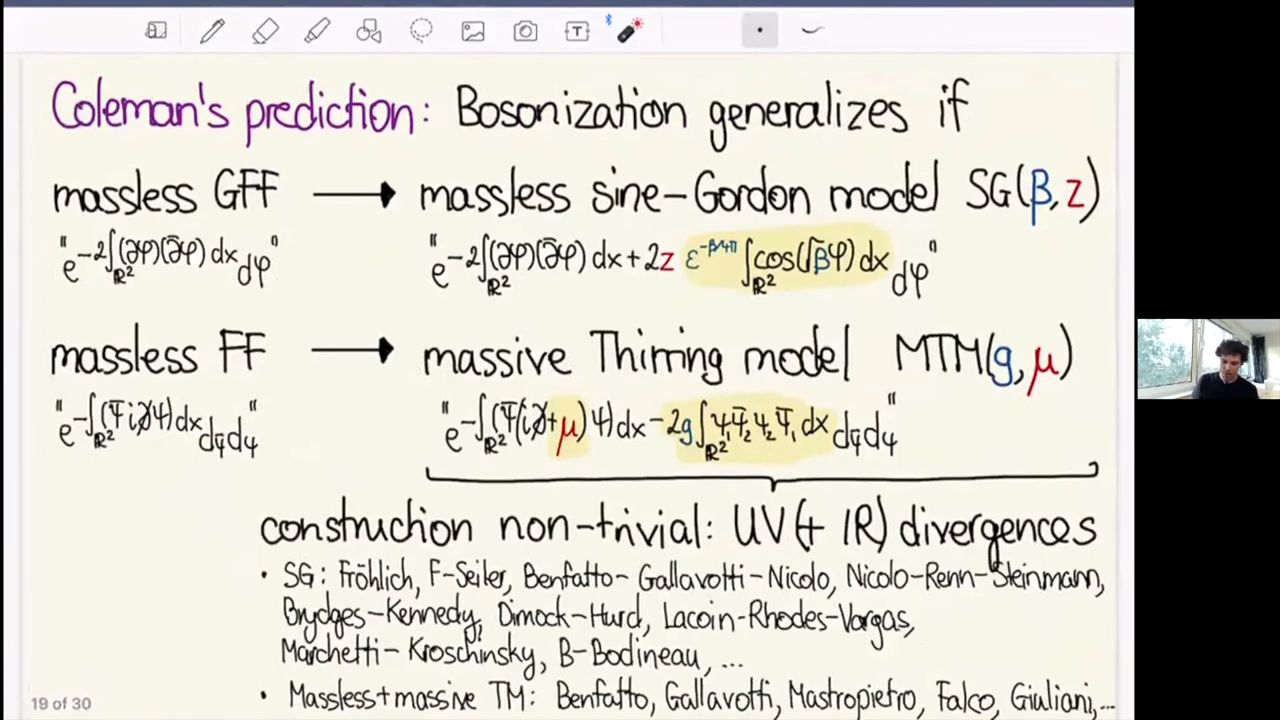 Coleman's prediction: Bosonization generalizes if
massless GFF → massless sine-Gordon model SG(β, z)
"e^{-2∫_{ℝ²}(∂φ)(∂̄φ) dx} dφ" "e^{-2∫_{ℝ²}(∂φ)(∂̄φ) dx + 2z ε^{-β/4π} ∫_{ℝ²} cos(√βφ) dx} dφ"
massless FF → massive Thirring model MTM(g, μ)
"e^{-∫_{ℝ²}(ψ̄ i∂̸ ψ) dx} dψ̄ dψ" "e^{-∫_{ℝ²}(ψ̄(i∂̸ + μ)ψ) dx - 2g∫_{ℝ²} ψ₁ψ̄₂ψ₂ψ̄₁ dx} dψ̄ dψ"
construction non-trivial: UV(+ IR) divergences
• SG: Fröhlich, F-Seiler, Benfatto-Gallavotti-Nicolo, Nicolo-Renn-Steinmann,
Brydges-Kennedy, Dimock-Hurd, Lacoin-Rhodes-Vargas,
Marchetti-Kroschinsky, B-Bodineau, ...
• Massless+massive TM: Benfatto, Gallavotti, Mastropietro, Falco, Giuliani, ...
19 of 30